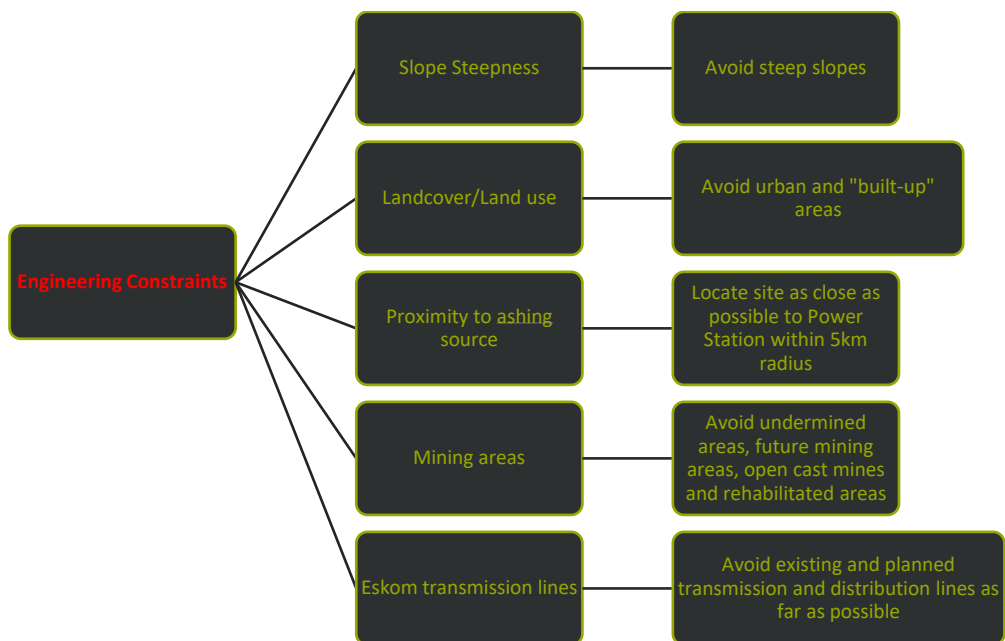 Engineering Constraints
Slope Steepness
Avoid steep slopes
Landcover/Land use
Avoid urban and "built-up"
areas
Proximity to ashing
source
Locate site as close as
possible to Power
Station within 5km
radius
Mining areas
Avoid undermined
areas, future mining
areas, open cast mines
and rehabilitated areas
Eskom transmission lines
Avoid existing and planned
transmission and distribution lines as
far as possible